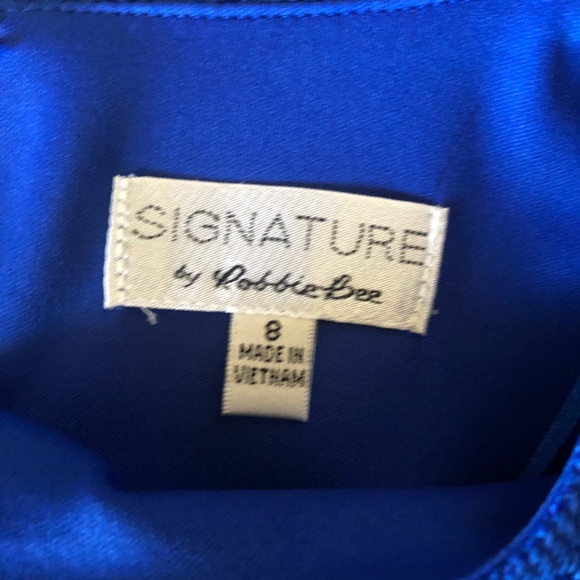 SIGNATURE
by Robbie Bee
8
MADE IN
VIETNAM